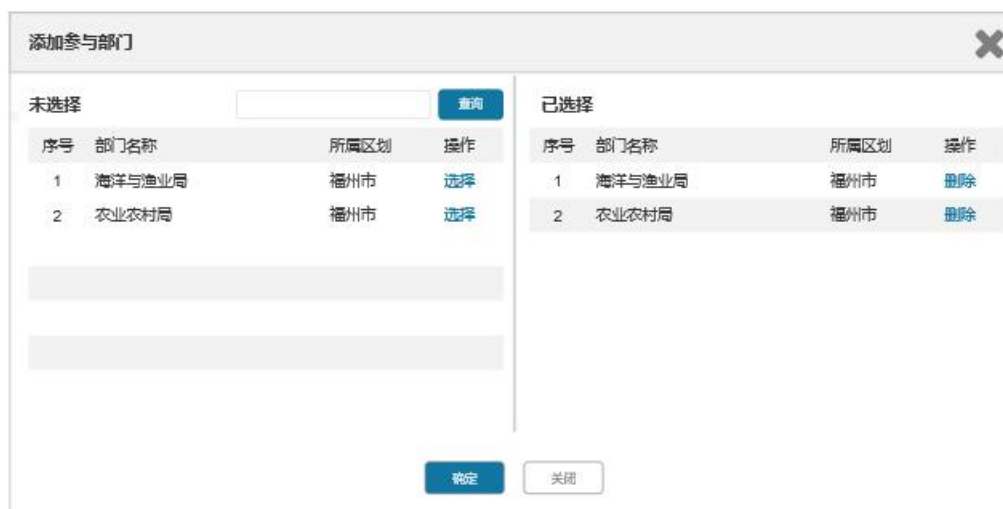 添加参与部门
未选择 查询
序号 部门名称 所属区划 操作
1 海洋与渔业局 福州市 选择
2 农业农村局 福州市 选择
已选择
序号 部门名称 所属区划 操作
1 海洋与渔业局 福州市 删除
2 农业农村局 福州市 删除
确定 关闭